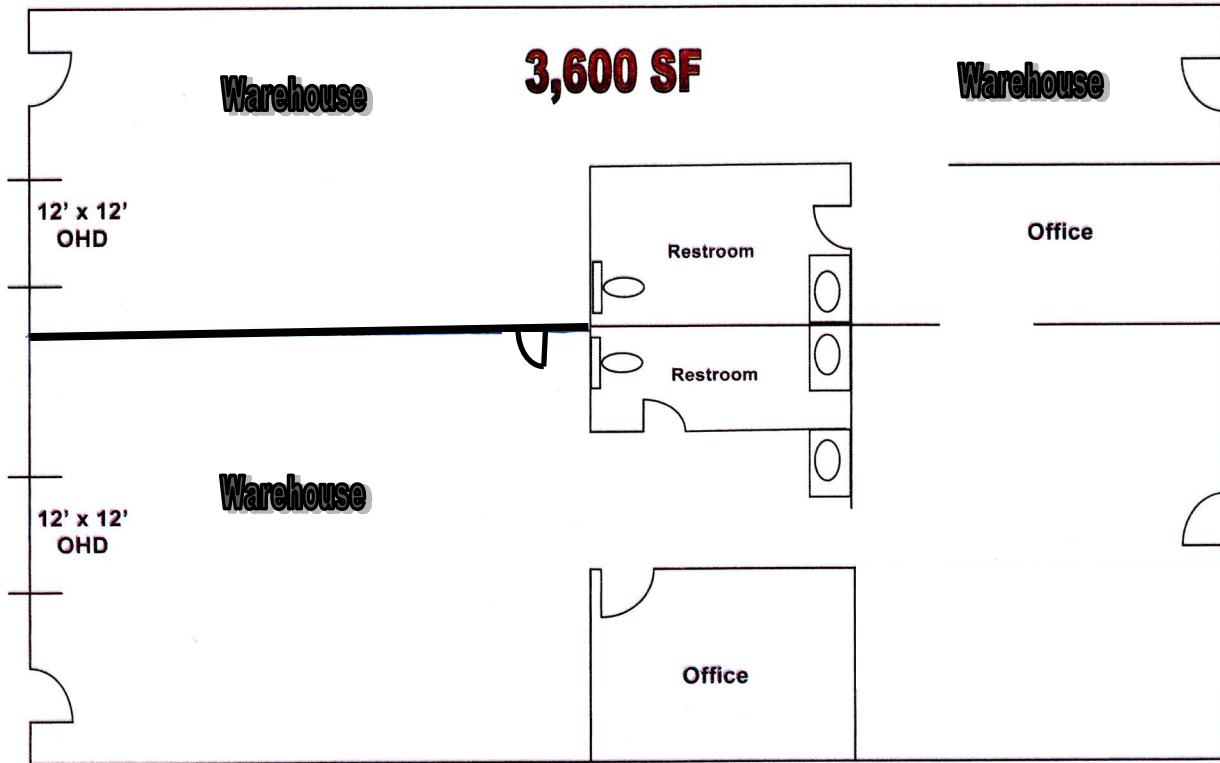 3,600 SF
Warehouse
Warehouse
12’ x 12’
OHD
Restroom
Office
Restroom
Warehouse
12’ x 12’
OHD
Office